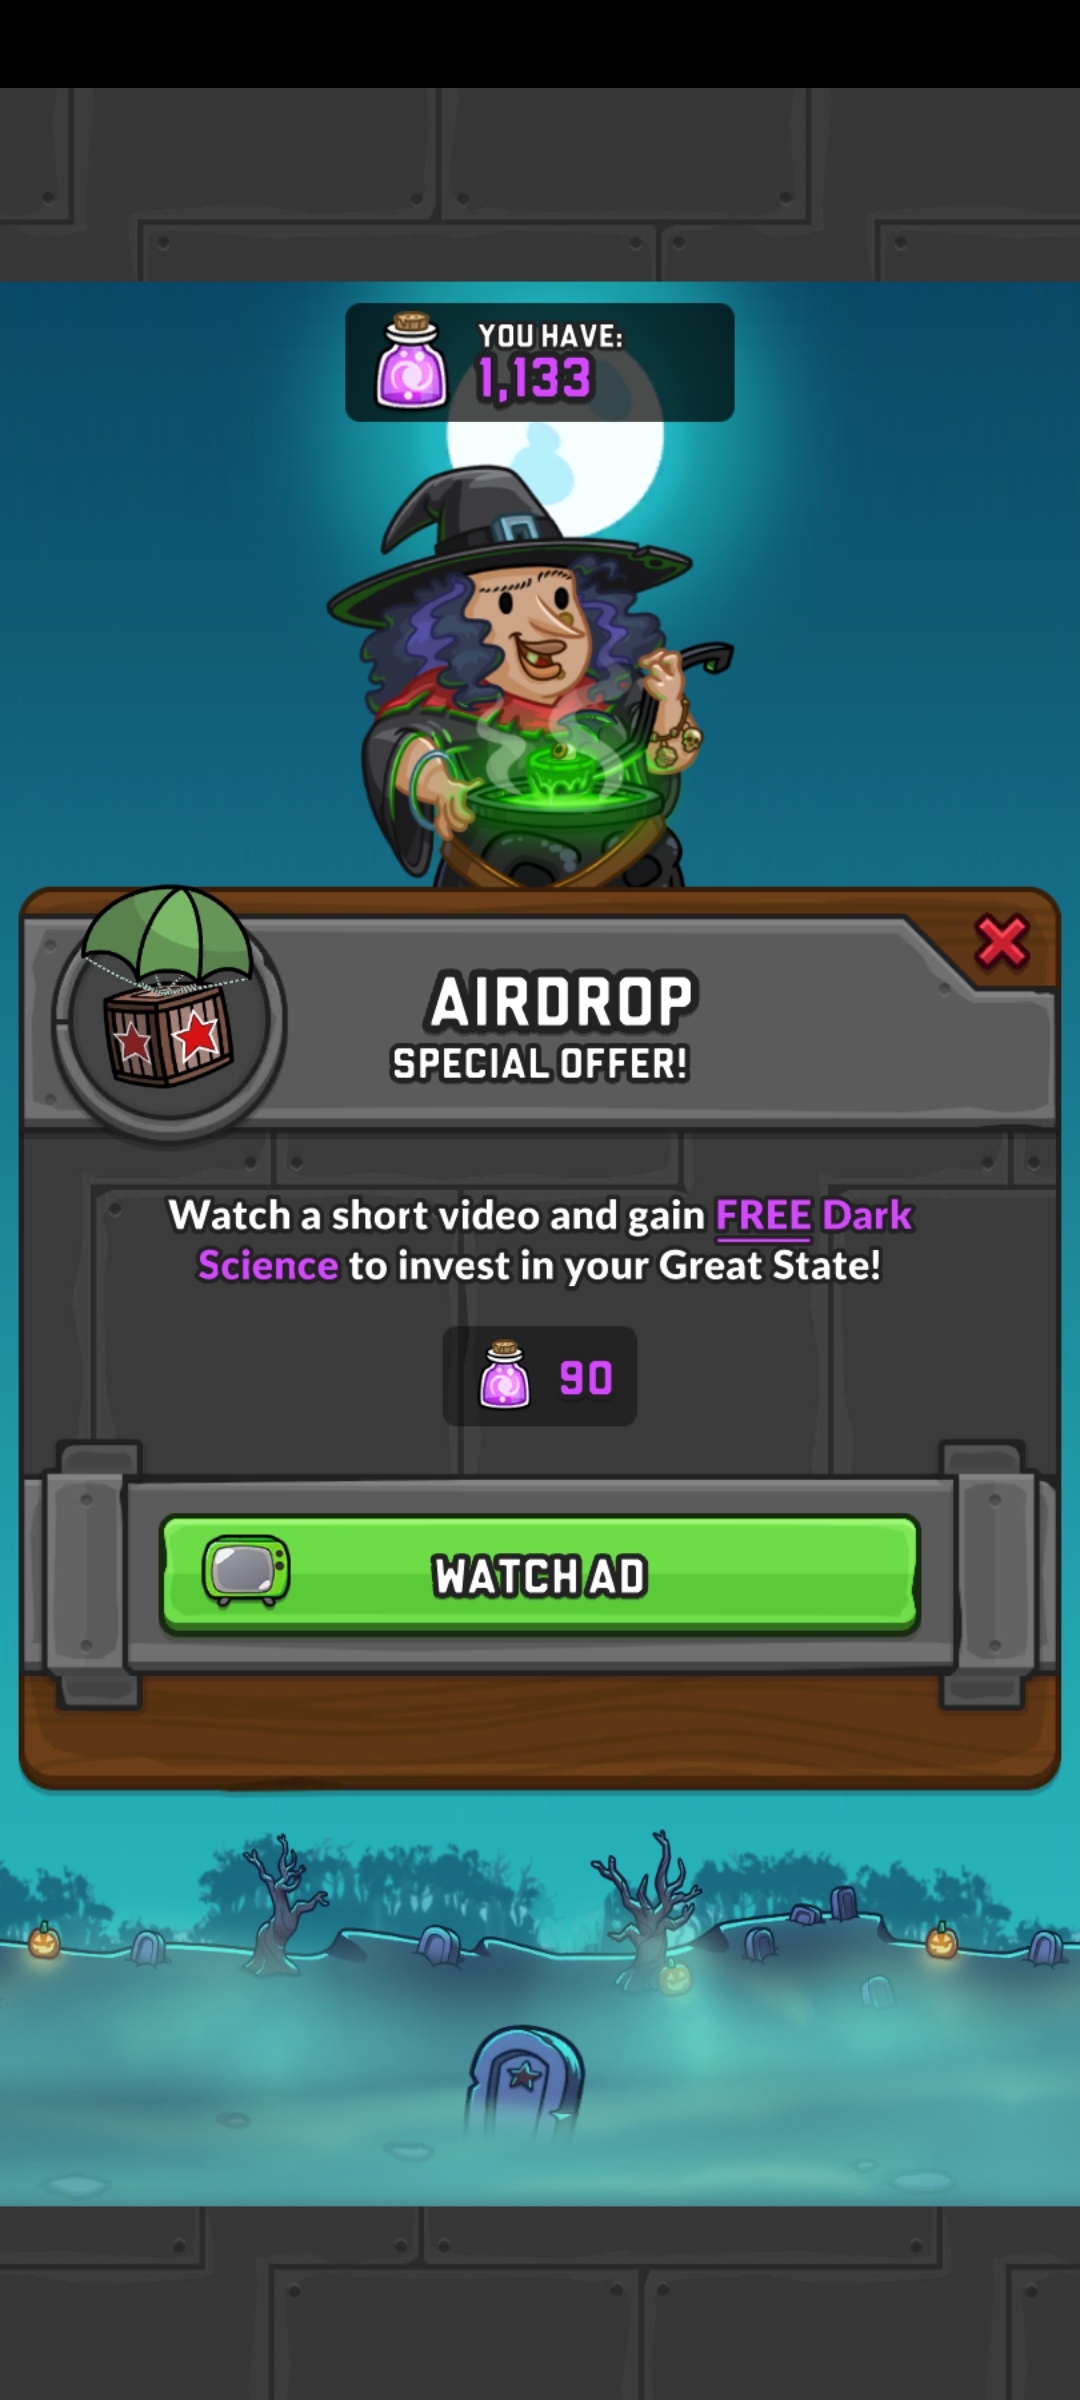 YOU HAVE:
1,133
AIRDROP
SPECIAL OFFER!
Watch a short video and gain FREE Dark
Science to invest in your Great State!
90
WATCH AD